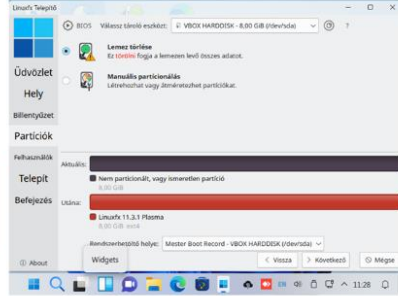 Linuxfx Telepítő
BIOS Válassz tároló eszközt: VBOX HARDDISK - 8,00 GiB (/dev/sda) ?
Üdvözlet
Hely
Billentyűzet
Partíciók
Felhasználók
Telepít
Befejezés
About
Lemez törlése
Ez törölni fogja a lemezen levő összes adatot.
Manuális partícionálás
Létrehozhat vagy átméretezhet partíciókat.
Aktuális:
Nem particionált, vagy ismeretlen partíció
8,00 GiB
Utána:
Linuxfx 11.3.1 Plasma
8,00 GiB ext4
Rendszerbetöltő helye: Master Boot Record - VBOX HARDDISK (/dev/sda)
Widgets
Vissza
Következő
Mégse
11:28